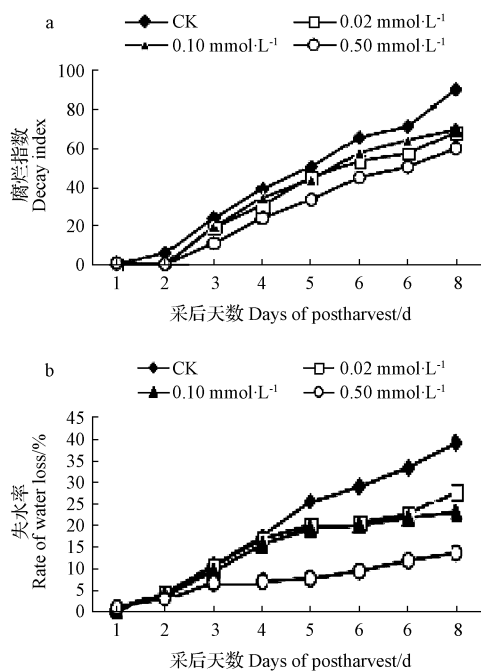 a
CK
0.02 mmol·L⁻¹
0.10 mmol·L⁻¹
0.50 mmol·L⁻¹
100
80
60
40
20
0
腐烂指数
Decay index
1 2 3 4 5 6 6 8
采后天数 Days of postharvest/d
b
CK
0.02 mmol·L⁻¹
0.10 mmol·L⁻¹
0.50 mmol·L⁻¹
45
40
35
30
25
20
15
10
5
0
失水率
Rate of water loss/%
1 2 3 4 5 6 6 8
采后天数 Days of postharvest/d